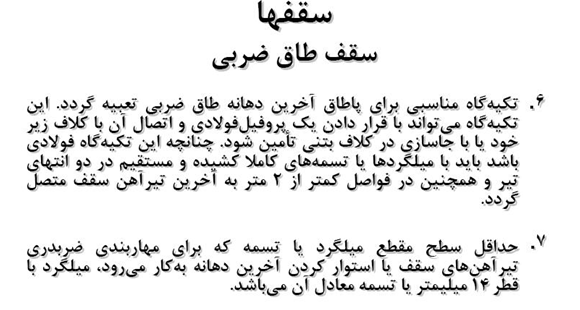 سقفها
سقف طاق ضربی
۶. تکیه‌گاه مناسبی برای پاطاق آخرین دهانه طاق ضربی تعبیه گردد. این
تکیه‌گاه می‌تواند با قرار دادن یک پروفیل‌فولادی و اتصال آن با کلاف زیر
خود یا با جاسازی در کلاف بتنی تأمین شود. چنانچه این تکیه‌گاه فولادی
باشد باید با میلگردها یا تسمه‌های کاملا کشیده و مستقیم در دو انتهای
تیر و همچنین در فواصل کمتر از ۲ متر به آخرین تیرآهن سقف متصل
گردد.
۷. حداقل سطح مقطع میلگرد یا تسمه که برای مهاربندی ضربدری
تیرآهن‌های سقف یا استوار کردن آخرین دهانه به‌کار می‌رود، میلگرد با
قطر ۱۴ میلیمتر یا تسمه معادل آن می‌باشد.